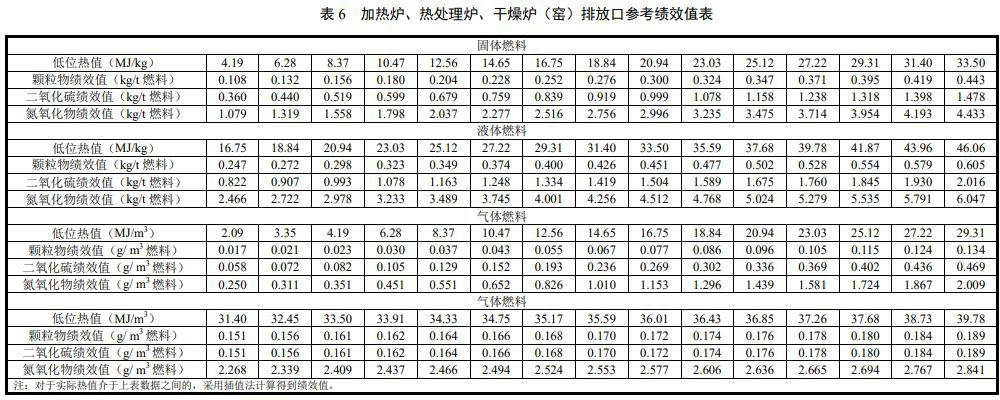 表 6 加热炉、热处理炉、干燥炉（窑）排放口参考绩效值表
固体燃料
低位热值（MJ/kg） 4.19 6.28 8.37 10.47 12.56 14.65 16.75 18.84 20.94 23.03 25.12 27.22 29.31 31.40 33.50
颗粒物绩效值（kg/t 燃料） 0.108 0.132 0.156 0.180 0.204 0.228 0.252 0.276 0.300 0.324 0.347 0.371 0.395 0.419 0.443
二氧化硫绩效值（kg/t 燃料） 0.360 0.440 0.519 0.599 0.679 0.759 0.839 0.919 0.999 1.078 1.158 1.238 1.318 1.398 1.478
氮氧化物绩效值（kg/t 燃料） 1.079 1.319 1.558 1.798 2.037 2.277 2.516 2.756 2.996 3.235 3.475 3.714 3.954 4.193 4.433
液体燃料
低位热值（MJ/kg） 16.75 18.84 20.94 23.03 25.12 27.22 29.31 31.40 33.50 35.59 37.68 39.78 41.87 43.96 46.06
颗粒物绩效值（kg/t 燃料） 0.247 0.272 0.298 0.323 0.349 0.374 0.400 0.426 0.451 0.477 0.502 0.528 0.554 0.579 0.605
二氧化硫绩效值（kg/t 燃料） 0.822 0.907 0.993 1.078 1.163 1.248 1.334 1.419 1.504 1.589 1.675 1.760 1.845 1.930 2.016
氮氧化物绩效值（kg/t 燃料） 2.466 2.722 2.978 3.233 3.489 3.745 4.001 4.256 4.512 4.768 5.024 5.279 5.535 5.791 6.047
气体燃料
低位热值（MJ/m³） 2.09 3.35 4.19 6.28 8.37 10.47 12.56 14.65 16.75 18.84 20.94 23.03 25.12 27.22 29.31
颗粒物绩效值（g/ m³燃料） 0.017 0.021 0.023 0.030 0.037 0.043 0.055 0.067 0.077 0.086 0.096 0.105 0.115 0.124 0.134
二氧化硫绩效值（g/ m³燃料） 0.058 0.072 0.082 0.105 0.129 0.152 0.193 0.236 0.269 0.302 0.336 0.369 0.402 0.436 0.469
氮氧化物绩效值（g/ m³燃料） 0.250 0.311 0.351 0.451 0.551 0.652 0.826 1.010 1.153 1.296 1.439 1.581 1.724 1.867 2.009
气体燃料
低位热值（MJ/m³） 31.40 32.45 33.50 33.91 34.33 34.75 35.17 35.59 36.01 36.43 36.85 37.26 37.68 38.73 39.78
颗粒物绩效值（g/ m³燃料） 0.151 0.156 0.161 0.162 0.164 0.166 0.168 0.170 0.172 0.174 0.176 0.178 0.180 0.184 0.189
二氧化硫绩效值（g/ m³燃料） 0.151 0.156 0.161 0.162 0.164 0.166 0.168 0.170 0.172 0.174 0.176 0.178 0.180 0.184 0.189
氮氧化物绩效值（g/ m³燃料） 2.268 2.339 2.409 2.437 2.466 2.494 2.524 2.553 2.577 2.606 2.636 2.665 2.694 2.767 2.841
注：对于实际热值介于上表数据之间的，采用插值法计算得到绩效值。